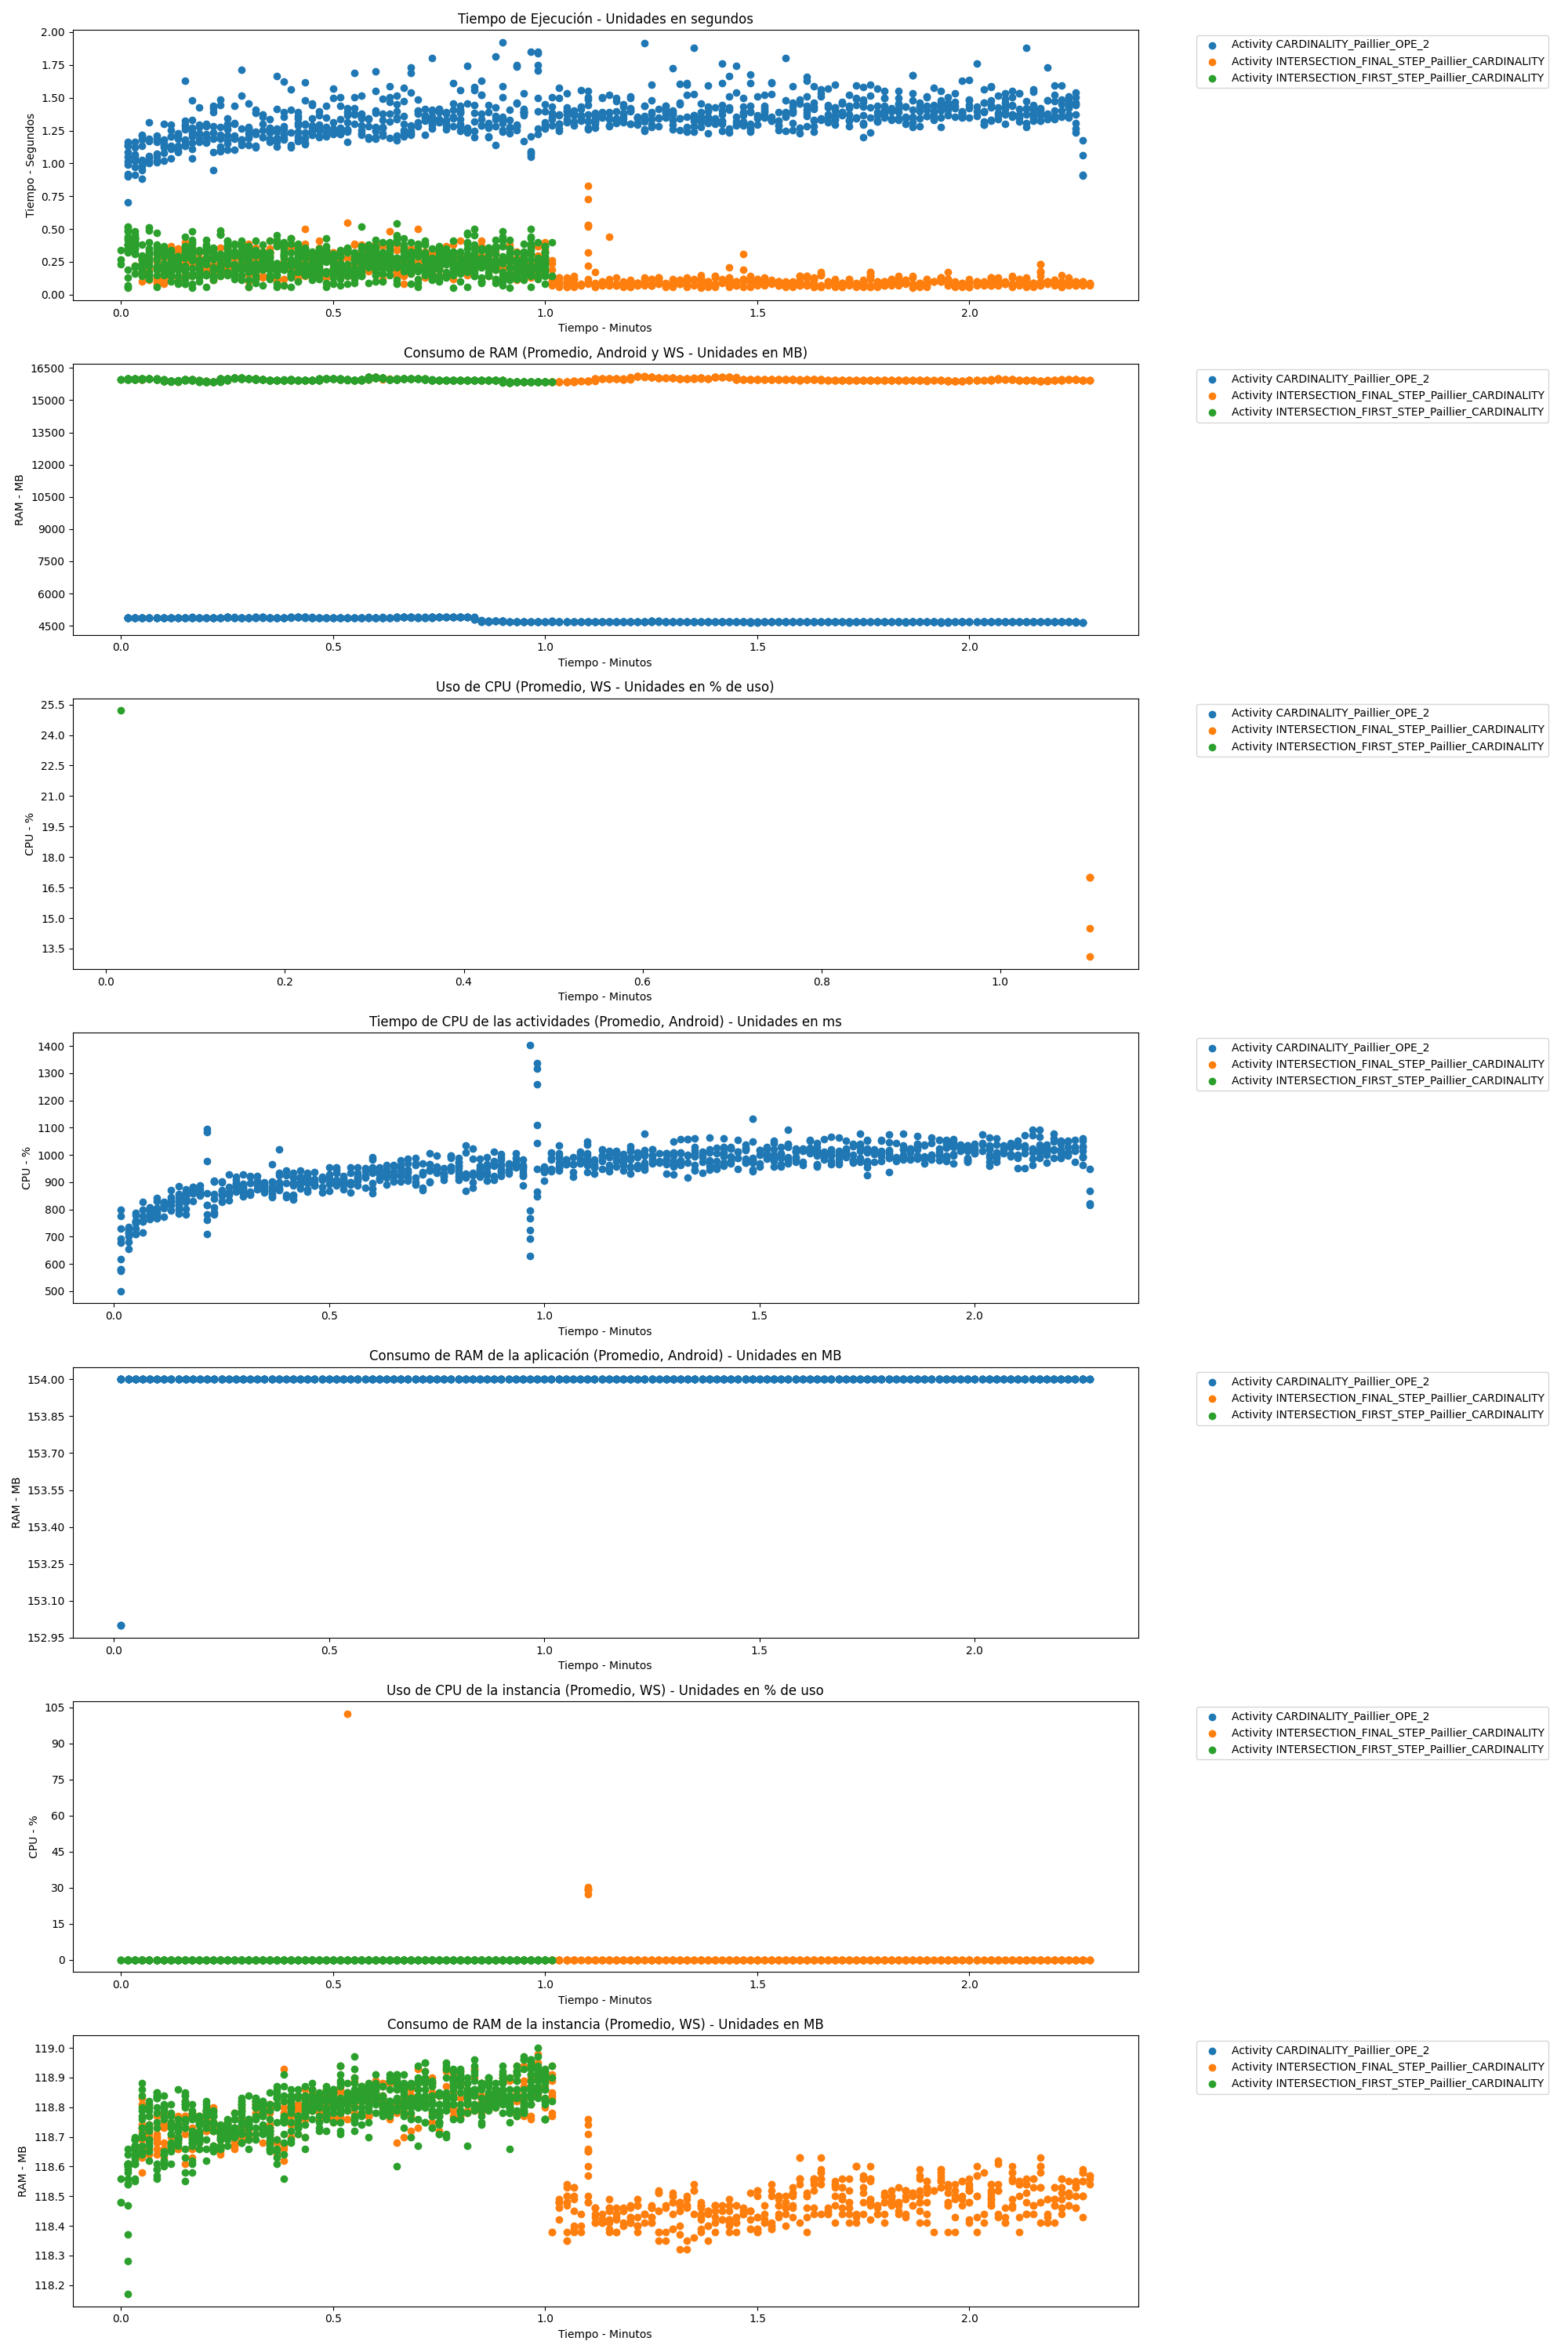 Tiempo de Ejecución - Unidades en segundos
2.00
1.75
1.50
1.25
1.00
0.75
0.50
0.25
0.00
Tiempo - Segundos
0.0 0.5 1.0 1.5 2.0
Tiempo - Minutos
Activity CARDINALITY_Paillier_OPE_2
Activity INTERSECTION_FINAL_STEP_Paillier_CARDINALITY
Activity INTERSECTION_FIRST_STEP_Paillier_CARDINALITY
Consumo de RAM (Promedio, Android y WS - Unidades en MB)
16500
15000
13500
12000
10500
9000
7500
6000
4500
RAM - MB
0.0 0.5 1.0 1.5 2.0
Tiempo - Minutos
Activity CARDINALITY_Paillier_OPE_2
Activity INTERSECTION_FINAL_STEP_Paillier_CARDINALITY
Activity INTERSECTION_FIRST_STEP_Paillier_CARDINALITY
Uso de CPU (Promedio, WS - Unidades en % de uso)
25.5
24.0
22.5
21.0
19.5
18.0
16.5
15.0
13.5
CPU - %
0.0 0.2 0.4 0.6 0.8 1.0
Tiempo - Minutos
Activity CARDINALITY_Paillier_OPE_2
Activity INTERSECTION_FINAL_STEP_Paillier_CARDINALITY
Activity INTERSECTION_FIRST_STEP_Paillier_CARDINALITY
Tiempo de CPU de las actividades (Promedio, Android) - Unidades en ms
1400
1300
1200
1100
1000
900
800
700
600
500
CPU - %
0.0 0.5 1.0 1.5 2.0
Tiempo - Minutos
Activity CARDINALITY_Paillier_OPE_2
Activity INTERSECTION_FINAL_STEP_Paillier_CARDINALITY
Activity INTERSECTION_FIRST_STEP_Paillier_CARDINALITY
Consumo de RAM de la aplicación (Promedio, Android) - Unidades en MB
154.00
153.85
153.70
153.55
153.40
153.25
153.10
152.95
RAM - MB
0.0 0.5 1.0 1.5 2.0
Tiempo - Minutos
Activity CARDINALITY_Paillier_OPE_2
Activity INTERSECTION_FINAL_STEP_Paillier_CARDINALITY
Activity INTERSECTION_FIRST_STEP_Paillier_CARDINALITY
Uso de CPU de la instancia (Promedio, WS) - Unidades en % de uso
105
90
75
60
45
30
15
0
CPU - %
0.0 0.5 1.0 1.5 2.0
Tiempo - Minutos
Activity CARDINALITY_Paillier_OPE_2
Activity INTERSECTION_FINAL_STEP_Paillier_CARDINALITY
Activity INTERSECTION_FIRST_STEP_Paillier_CARDINALITY
Consumo de RAM de la instancia (Promedio, WS) - Unidades en MB
119.0
118.9
118.8
118.7
118.6
118.5
118.4
118.3
118.2
RAM - MB
0.0 0.5 1.0 1.5 2.0
Tiempo - Minutos
Activity CARDINALITY_Paillier_OPE_2
Activity INTERSECTION_FINAL_STEP_Paillier_CARDINALITY
Activity INTERSECTION_FIRST_STEP_Paillier_CARDINALITY